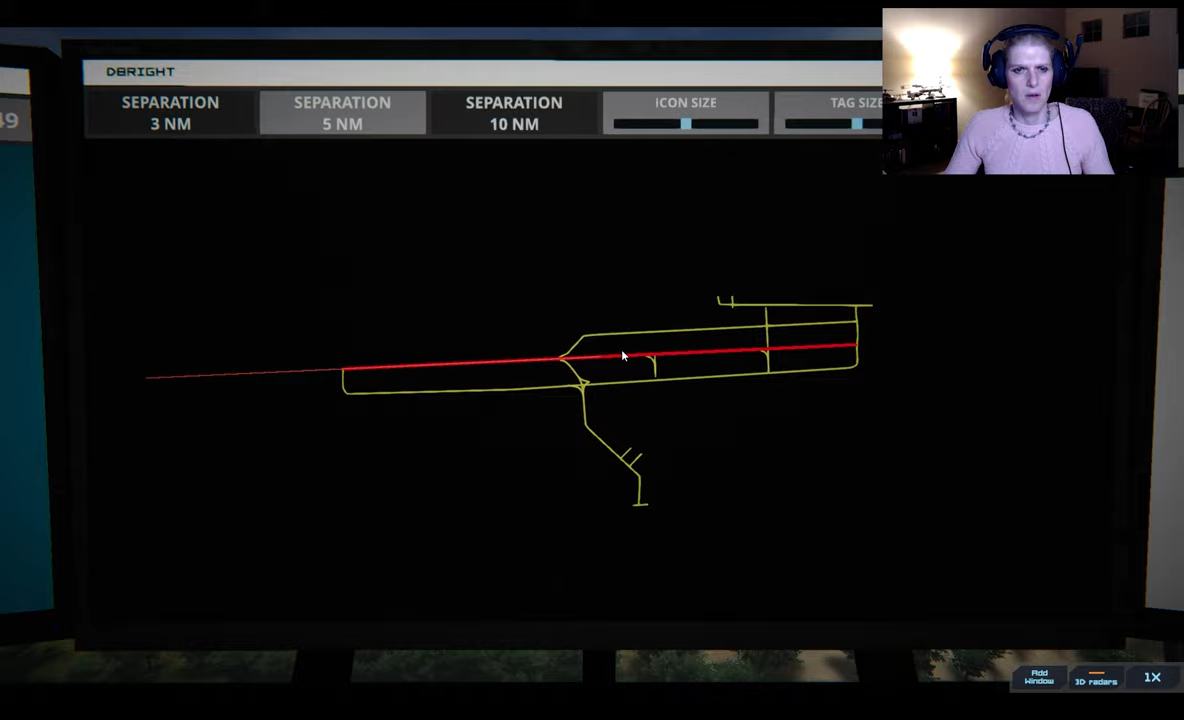 DBRIGHT
SEPARATION
3 NM
SEPARATION
5 NM
SEPARATION
10 NM
ICON SIZE
TAG SIZE
49
Add
Window
3D radars
1X